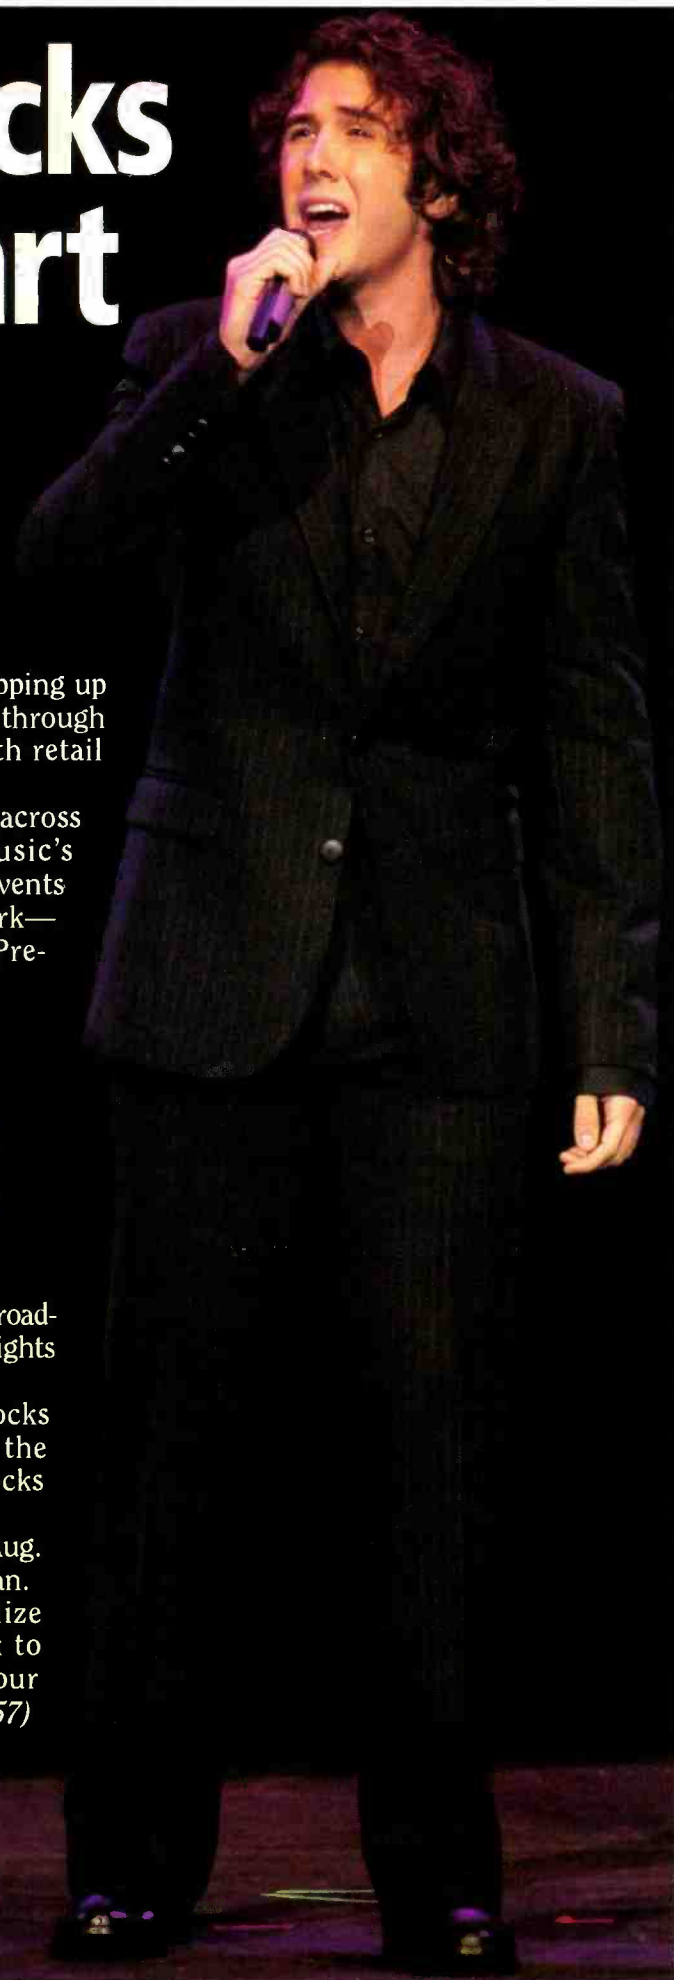 cks
rt
pping up
through
th retail
across
usic's
vents
rk—
Pre-
road-
ights
ocks
the
cks
ug.
an.
ize
to
our
57)